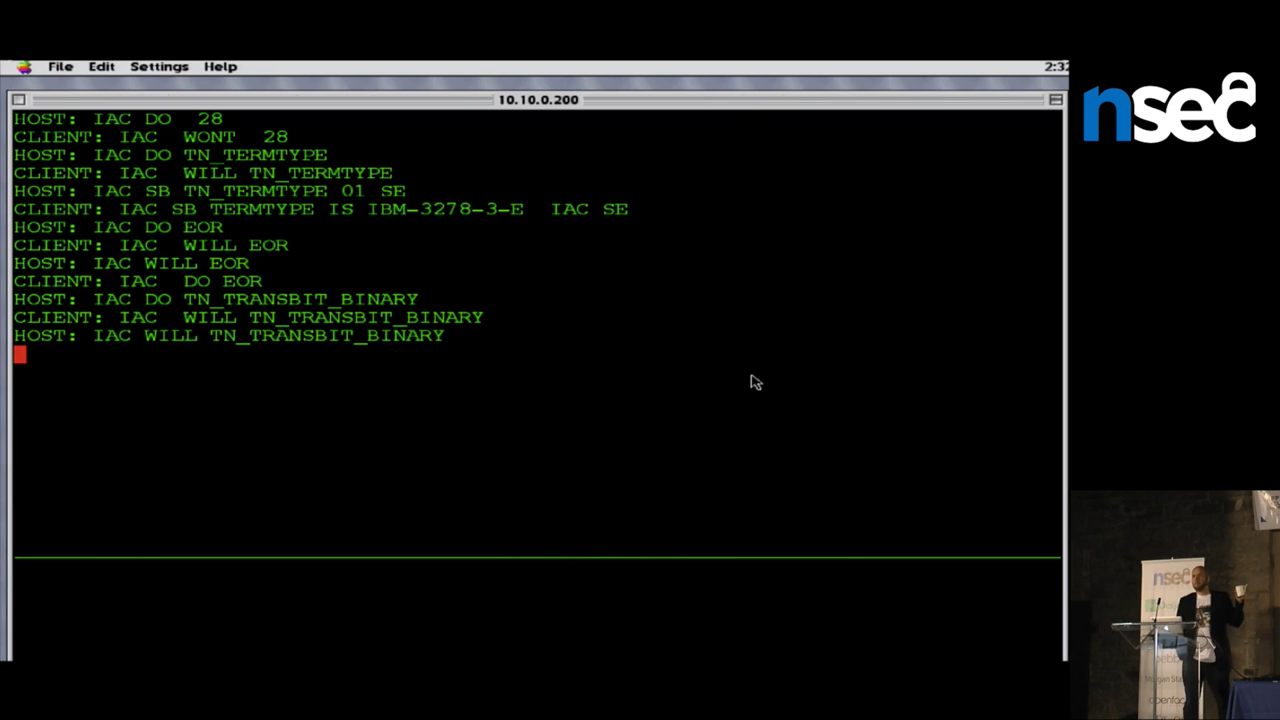 File Edit Settings Help
2:32
10.10.0.200
HOST: IAC DO 28
CLIENT: IAC WONT 28
HOST: IAC DO TN_TERMTYPE
CLIENT: IAC WILL TN_TERMTYPE
HOST: IAC SB TN_TERMTYPE 01 SE
CLIENT: IAC SB TERMTYPE IS IBM-3278-3-E IAC SE
HOST: IAC DO EOR
CLIENT: IAC WILL EOR
HOST: IAC WILL EOR
CLIENT: IAC DO EOR
HOST: IAC DO TN_TRANSBIT_BINARY
CLIENT: IAC WILL TN_TRANSBIT_BINARY
HOST: IAC WILL TN_TRANSBIT_BINARY
nsec
nsec